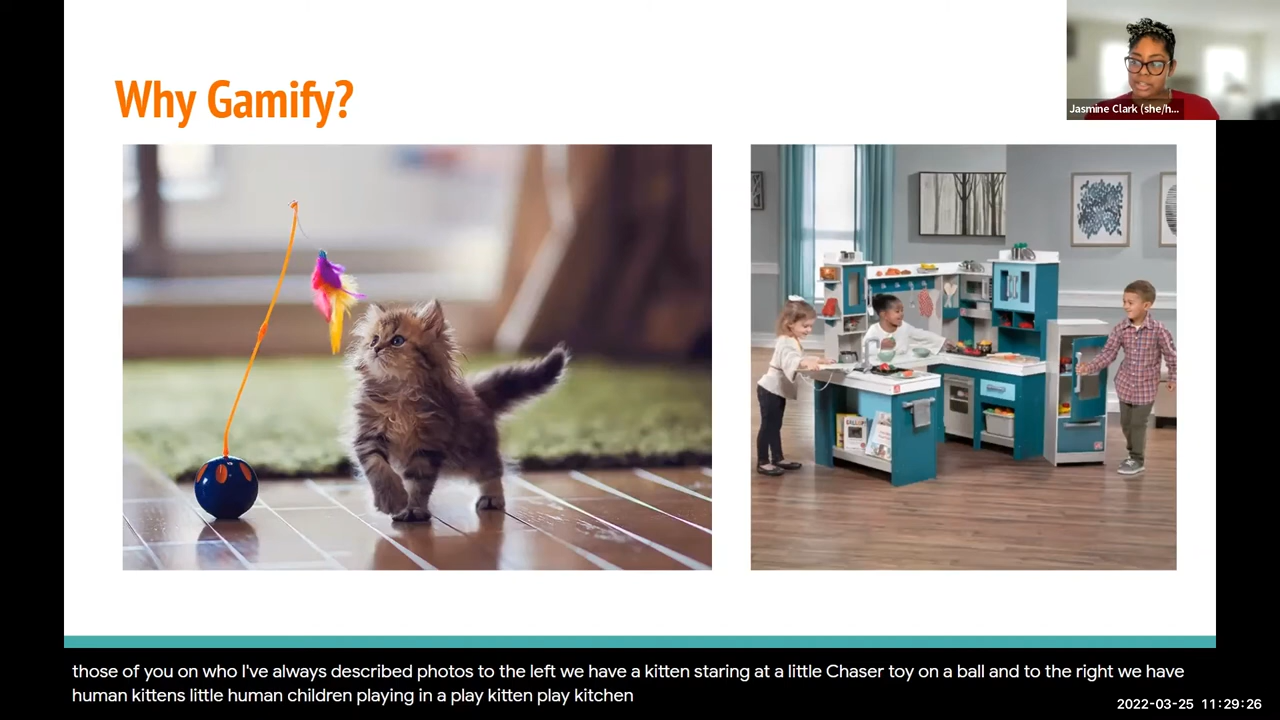 Why Gamify?
Jasmine Clark (she/h...
those of you on who I've always described photos to the left we have a kitten staring at a little Chaser toy on a ball and to the right we have
human kittens little human children playing in a play kitten play kitchen
2022-03-25 11:29:26